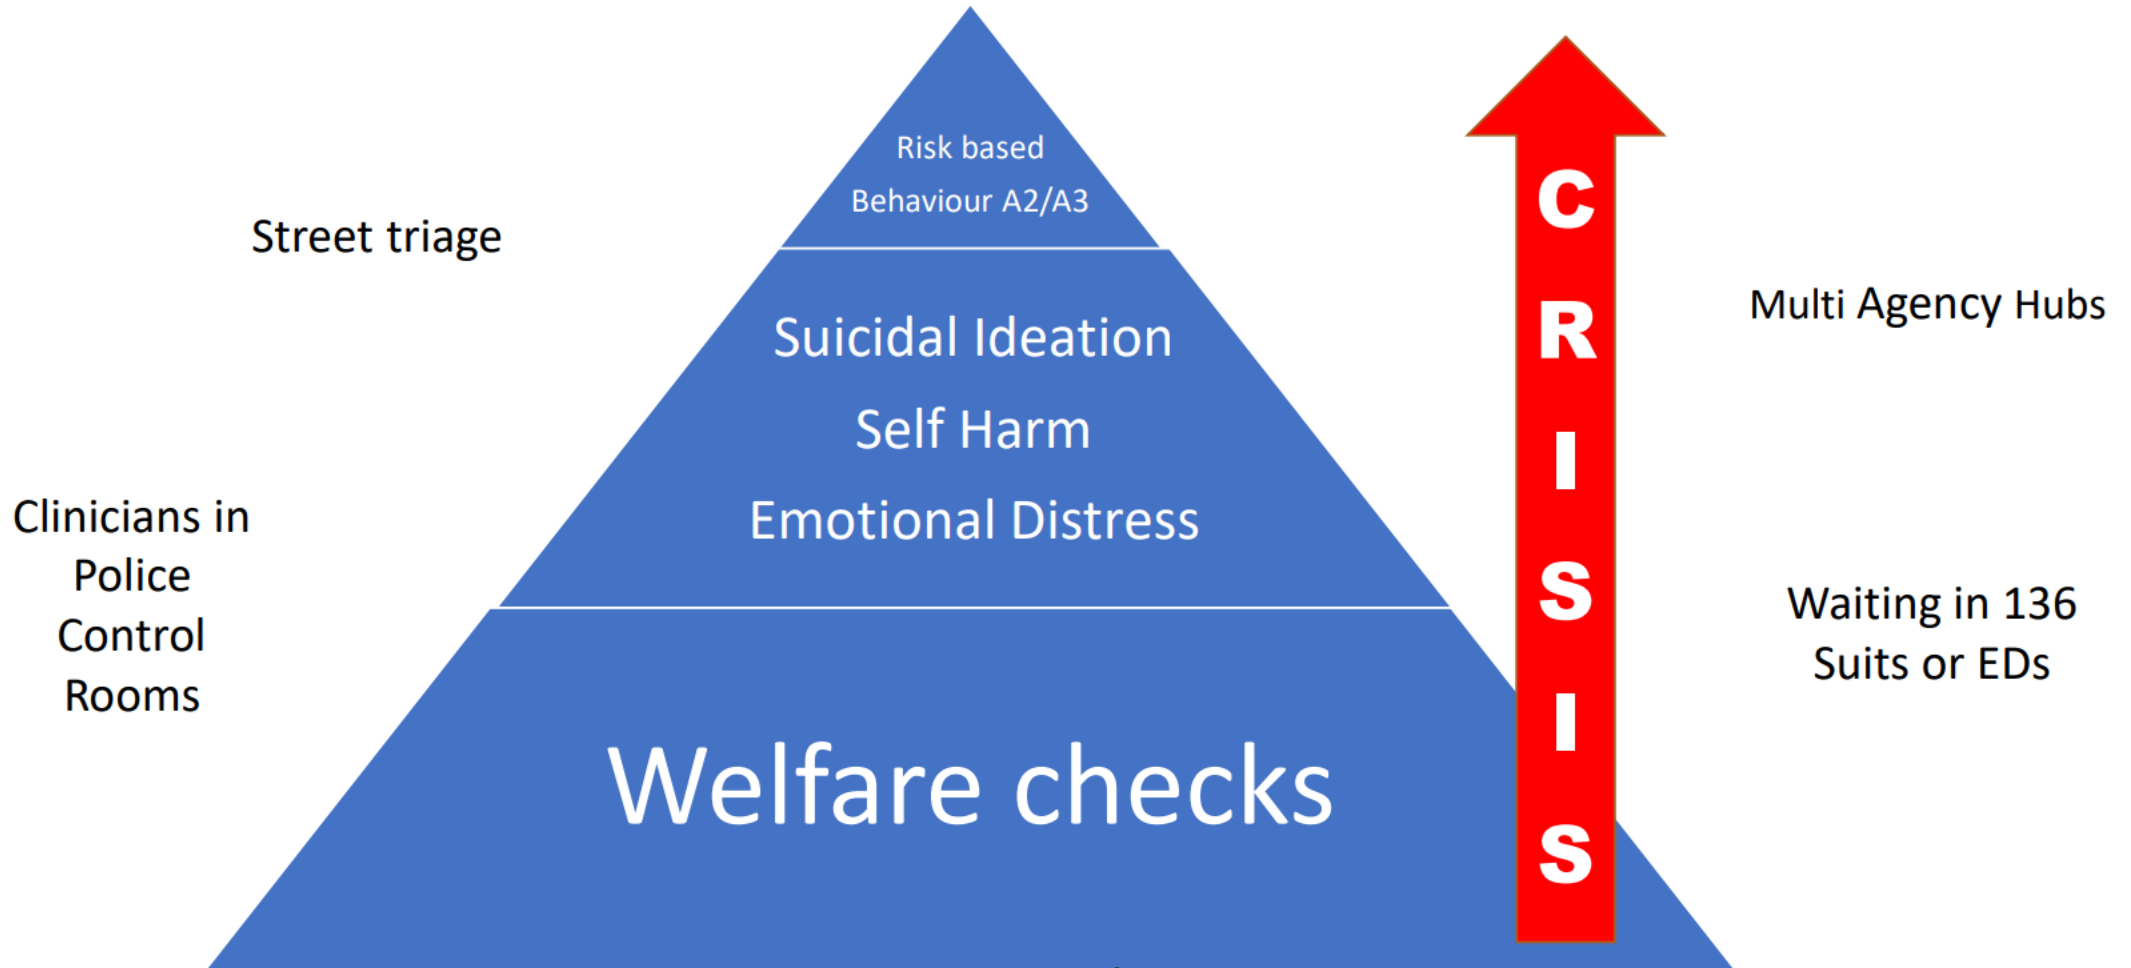 Risk based
Behaviour A2/A3
Street triage
Suicidal Ideation
Self Harm
Emotional Distress
Clinicians in
Police
Control
Rooms
Welfare checks
C
R
I
S
I
S
Multi Agency Hubs
Waiting in 136
Suits or EDs